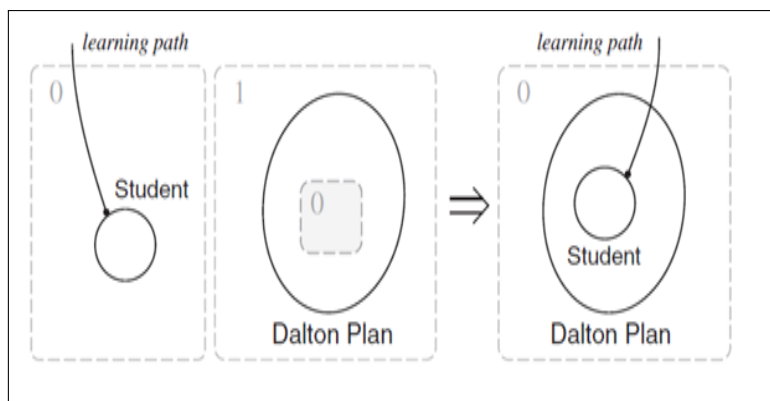 learning path
learning path
0
1
0
Student
0
Student
Dalton Plan
Dalton Plan